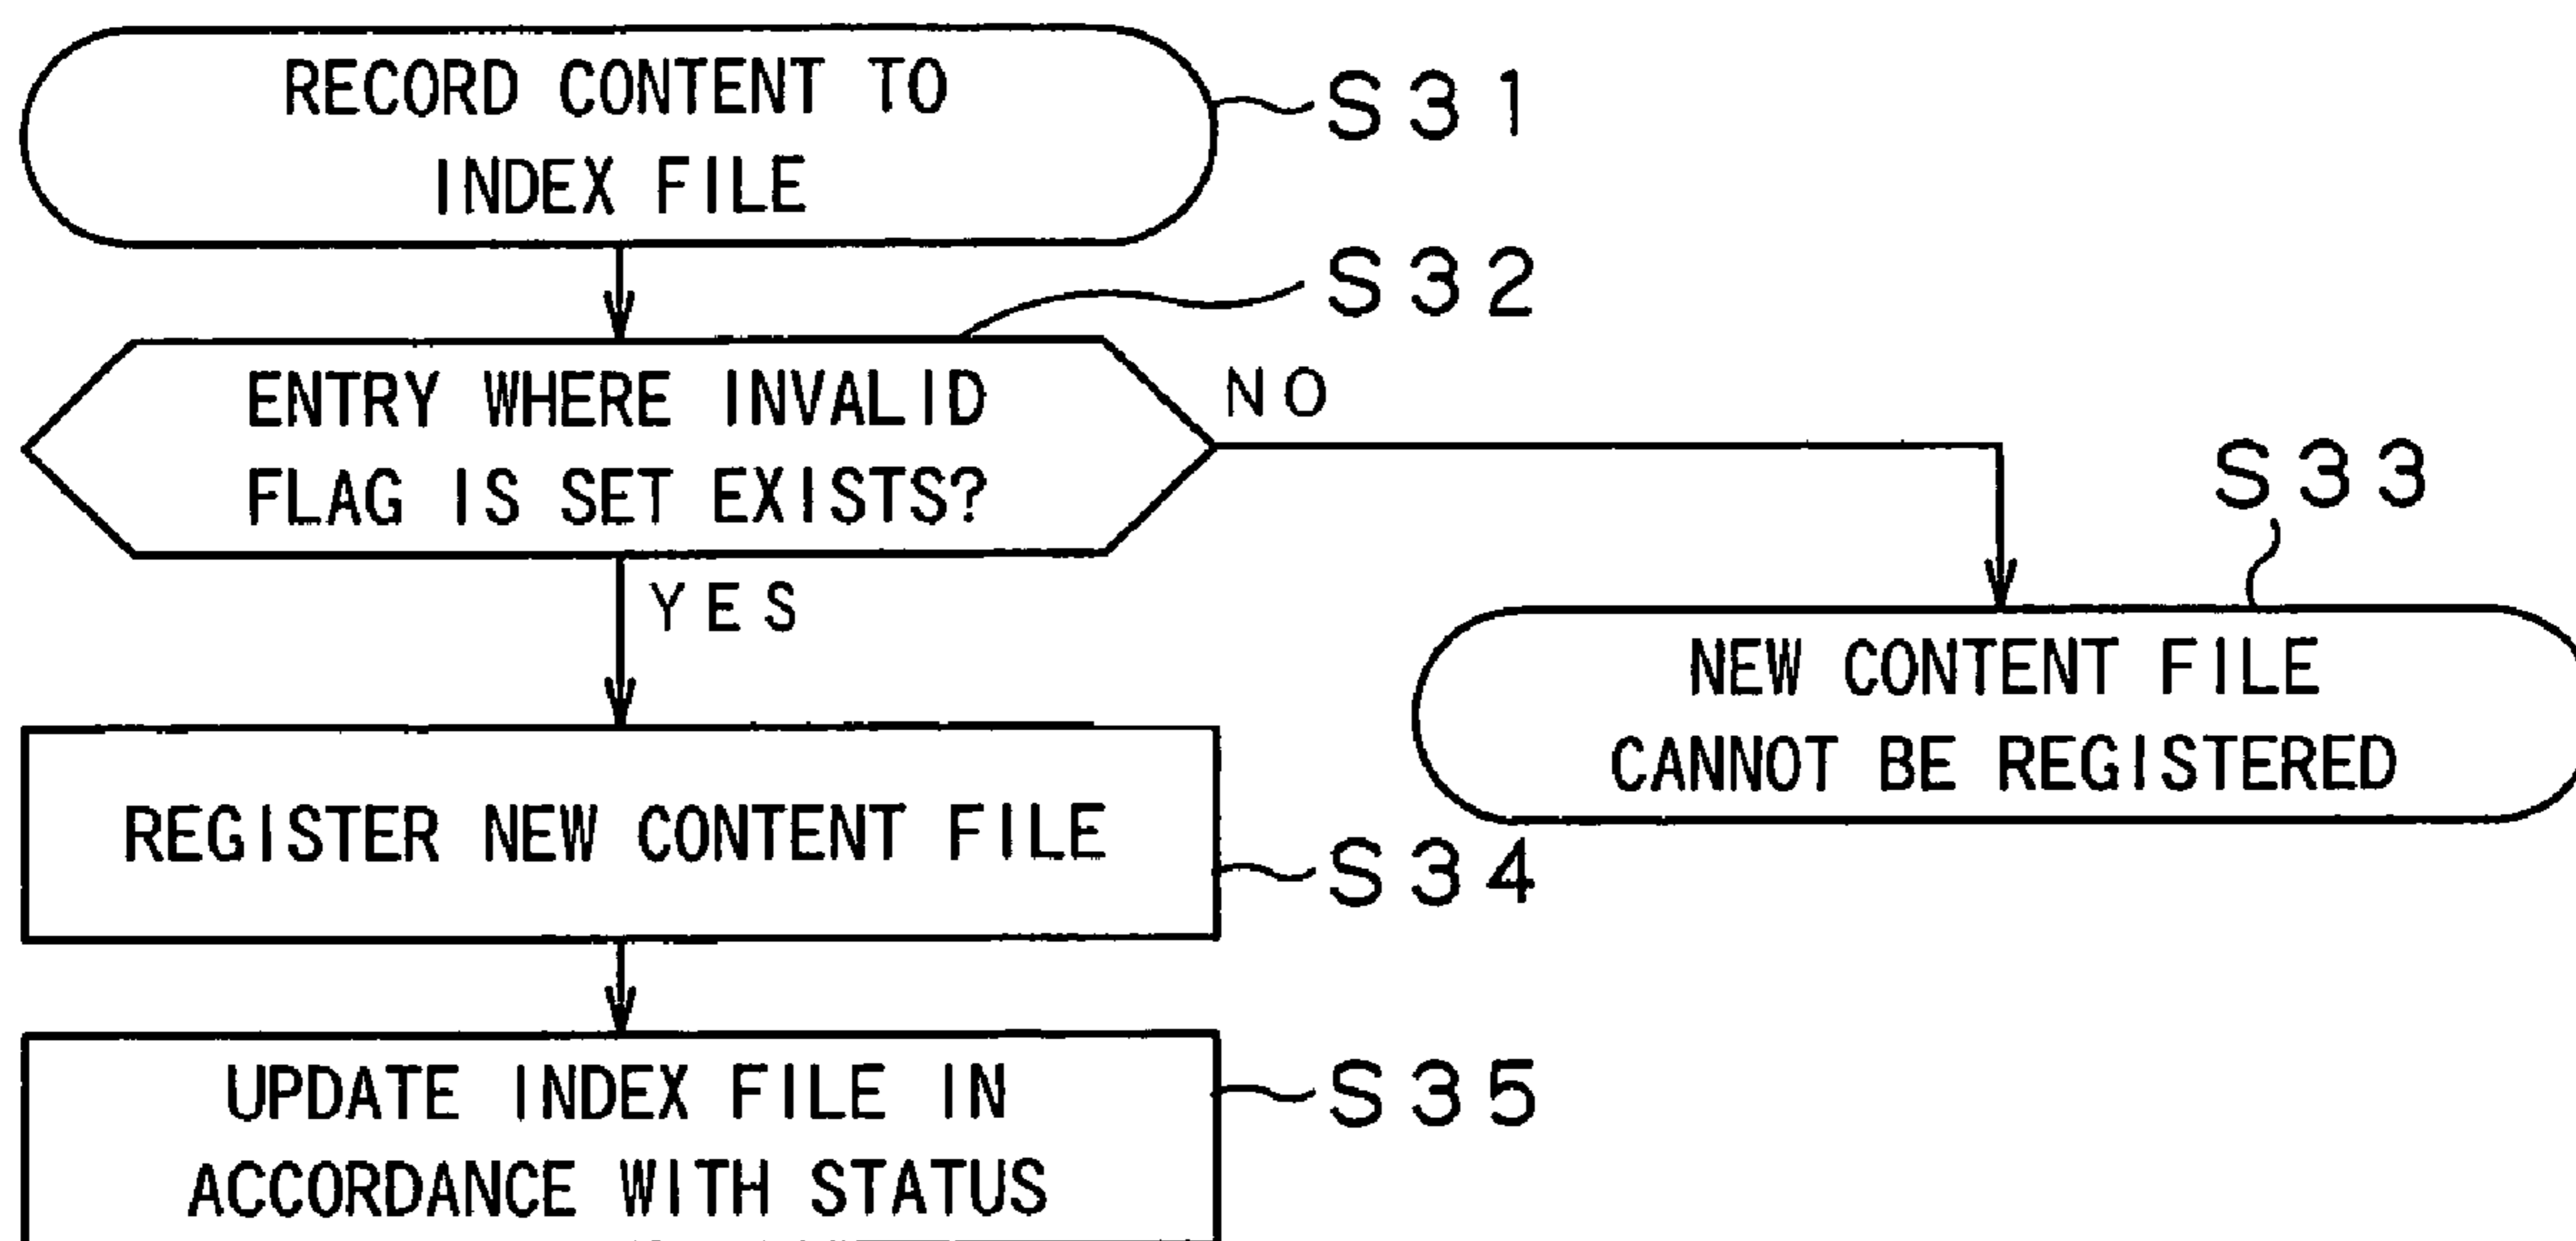 RECORD CONTENT TO
INDEX FILE
S31
S32
ENTRY WHERE INVALID
FLAG IS SET EXISTS?
NO
YES
S33
NEW CONTENT FILE
CANNOT BE REGISTERED
REGISTER NEW CONTENT FILE
S34
UPDATE INDEX FILE IN
ACCORDANCE WITH STATUS
S35